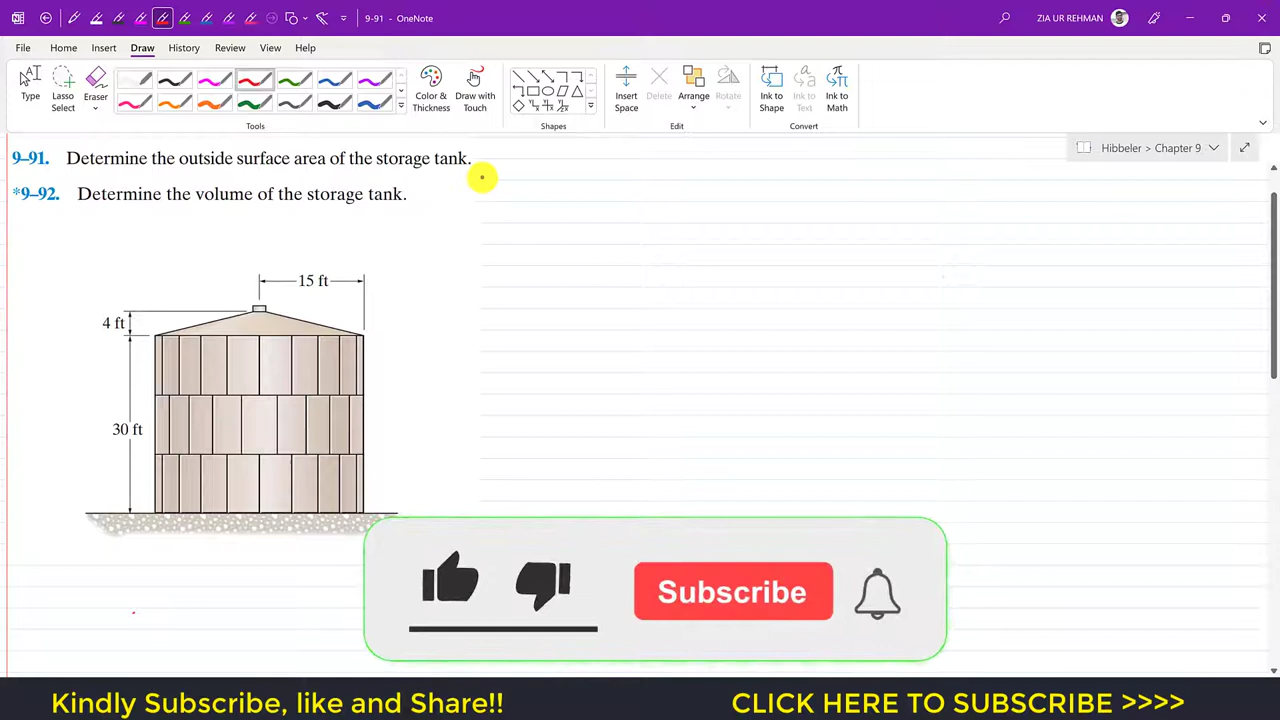 9-91 - OneNote
ZIA UR REHMAN
File Home Insert Draw History Review View Help
Type
Lasso Select
Eraser
Color & Thickness
Draw with Touch
Insert Space
Delete
Arrange
Rotate
Ink to Shape
Ink to Text
Ink to Math
Tools
Shapes
Edit
Convert
Hibbeler > Chapter 9
9–91. Determine the outside surface area of the storage tank.
*9–92. Determine the volume of the storage tank.
15 ft
4 ft
30 ft
Subscribe
Kindly Subscribe, like and Share!!
CLICK HERE TO SUBSCRIBE >>>>